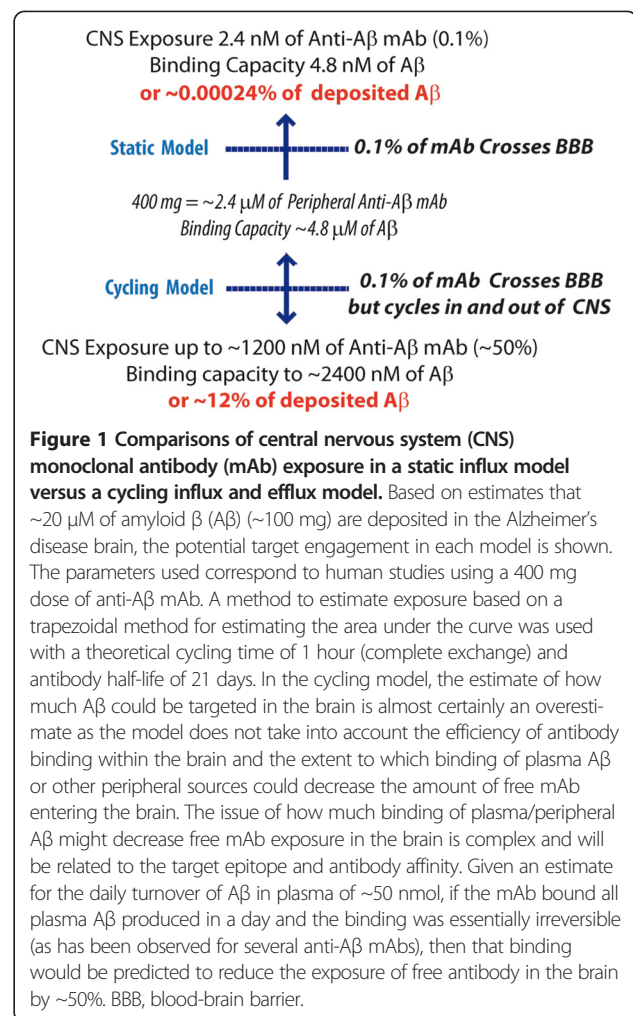 CNS Exposure 2.4 nM of Anti-Aβ mAb (0.1%)
Binding Capacity 4.8 nM of Aβ
or ~0.00024% of deposited Aβ
Static Model
0.1% of mAb Crosses BBB
400 mg = ~2.4 μM of Peripheral Anti-Aβ mAb
Binding Capacity ~4.8 μM of Aβ
Cycling Model
0.1% of mAb Crosses BBB
but cycles in and out of CNS
CNS Exposure up to ~1200 nM of Anti-Aβ mAb (~50%)
Binding capacity to ~2400 nM of Aβ
or ~12% of deposited Aβ
Figure 1 Comparisons of central nervous system (CNS)
monoclonal antibody (mAb) exposure in a static influx model
versus a cycling influx and efflux model. Based on estimates that
~20 μM of amyloid β (Aβ) (~100 mg) are deposited in the Alzheimer's
disease brain, the potential target engagement in each model is shown.
The parameters used correspond to human studies using a 400 mg
dose of anti-Aβ mAb. A method to estimate exposure based on a
trapezoidal method for estimating the area under the curve was used
with a theoretical cycling time of 1 hour (complete exchange) and
antibody half-life of 21 days. In the cycling model, the estimate of how
much Aβ could be targeted in the brain is almost certainly an overesti-
mate as the model does not take into account the efficiency of antibody
binding within the brain and the extent to which binding of plasma Aβ
or other peripheral sources could decrease the amount of free mAb
entering the brain. The issue of how much binding of plasma/peripheral
Aβ might decrease free mAb exposure in the brain is complex and will
be related to the target epitope and antibody affinity. Given an estimate
for the daily turnover of Aβ in plasma of ~50 nmol, if the mAb bound all
plasma Aβ produced in a day and the binding was essentially irreversible
(as has been observed for several anti-Aβ mAbs), then that binding
would be predicted to reduce the exposure of free antibody in the brain
by ~50%. BBB, blood-brain barrier.